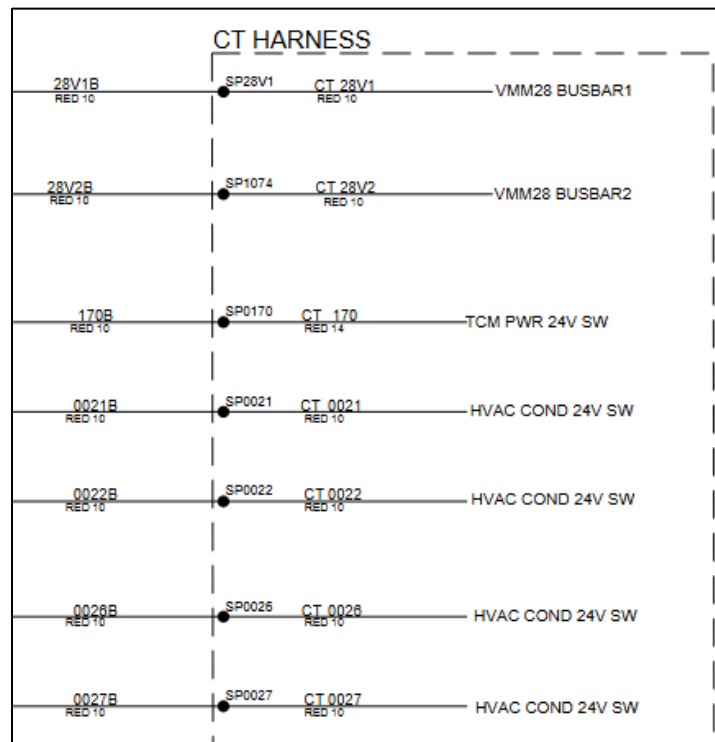 CT HARNESS
28V1B SP28V1 CT 28V1 VMM28 BUSBAR1
RED 10 RED 10
28V2B SP1074 CT 28V2 VMM28 BUSBAR2
RED 10 RED 10
170B SP0170 CT 170 TCM PWR 24V SW
RED 10 RED 14
0021B SP0021 CT 0021 HVAC COND 24V SW
RED 10 RED 10
0022B SP0022 CT 0022 HVAC COND 24V SW
RED 10 RED 10
0026B SP0026 CT 0026 HVAC COND 24V SW
RED 10 RED 10
0027B SP0027 CT 0027 HVAC COND 24V SW
RED 10 RED 10